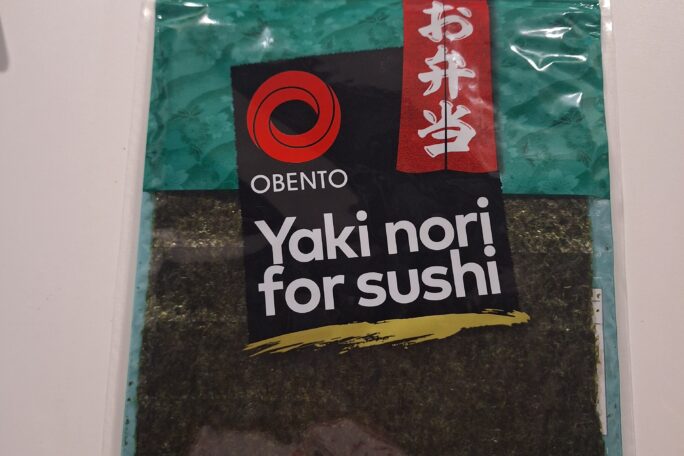 お弁当
OBENTO
Yaki nori
for sushi